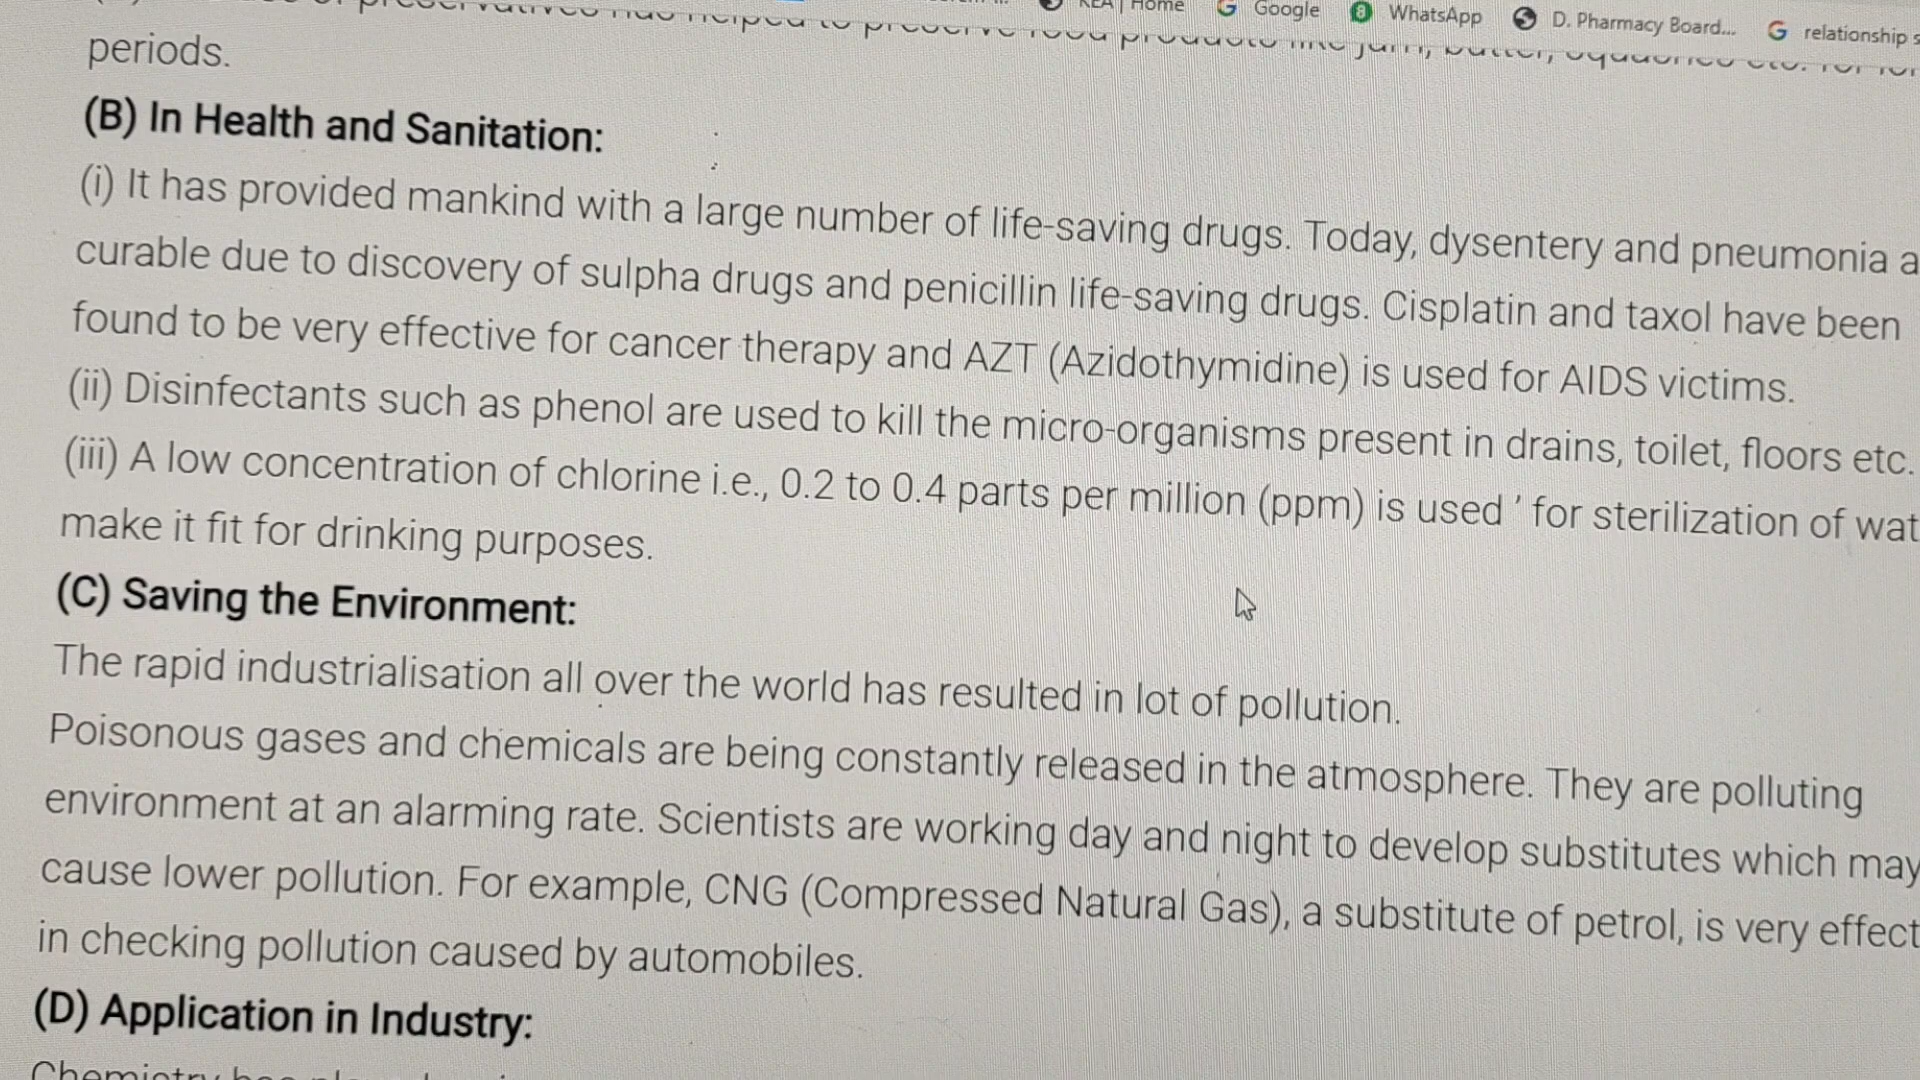 Home Google WhatsApp D. Pharmacy Board... relationship s
periods.
(B) In Health and Sanitation:
(i) It has provided mankind with a large number of life-saving drugs. Today, dysentery and pneumonia a
curable due to discovery of sulpha drugs and penicillin life-saving drugs. Cisplatin and taxol have been
found to be very effective for cancer therapy and AZT (Azidothymidine) is used for AIDS victims.
(ii) Disinfectants such as phenol are used to kill the micro-organisms present in drains, toilet, floors etc.
(iii) A low concentration of chlorine i.e., 0.2 to 0.4 parts per million (ppm) is used ’ for sterilization of wat
make it fit for drinking purposes.
(C) Saving the Environment:
The rapid industrialisation all over the world has resulted in lot of pollution.
Poisonous gases and chemicals are being constantly released in the atmosphere. They are polluting
environment at an alarming rate. Scientists are working day and night to develop substitutes which may
cause lower pollution. For example, CNG (Compressed Natural Gas), a substitute of petrol, is very effect
in checking pollution caused by automobiles.
(D) Application in Industry: